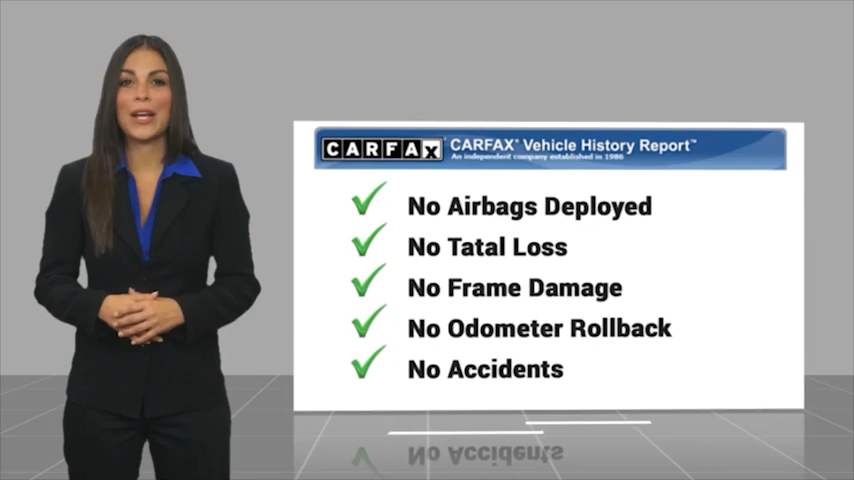 CARFAX CARFAX® Vehicle History Report™
An independent company established in 1986
No Airbags Deployed
No Tatal Loss
No Frame Damage
No Odometer Rollback
No Accidents
No Accidents